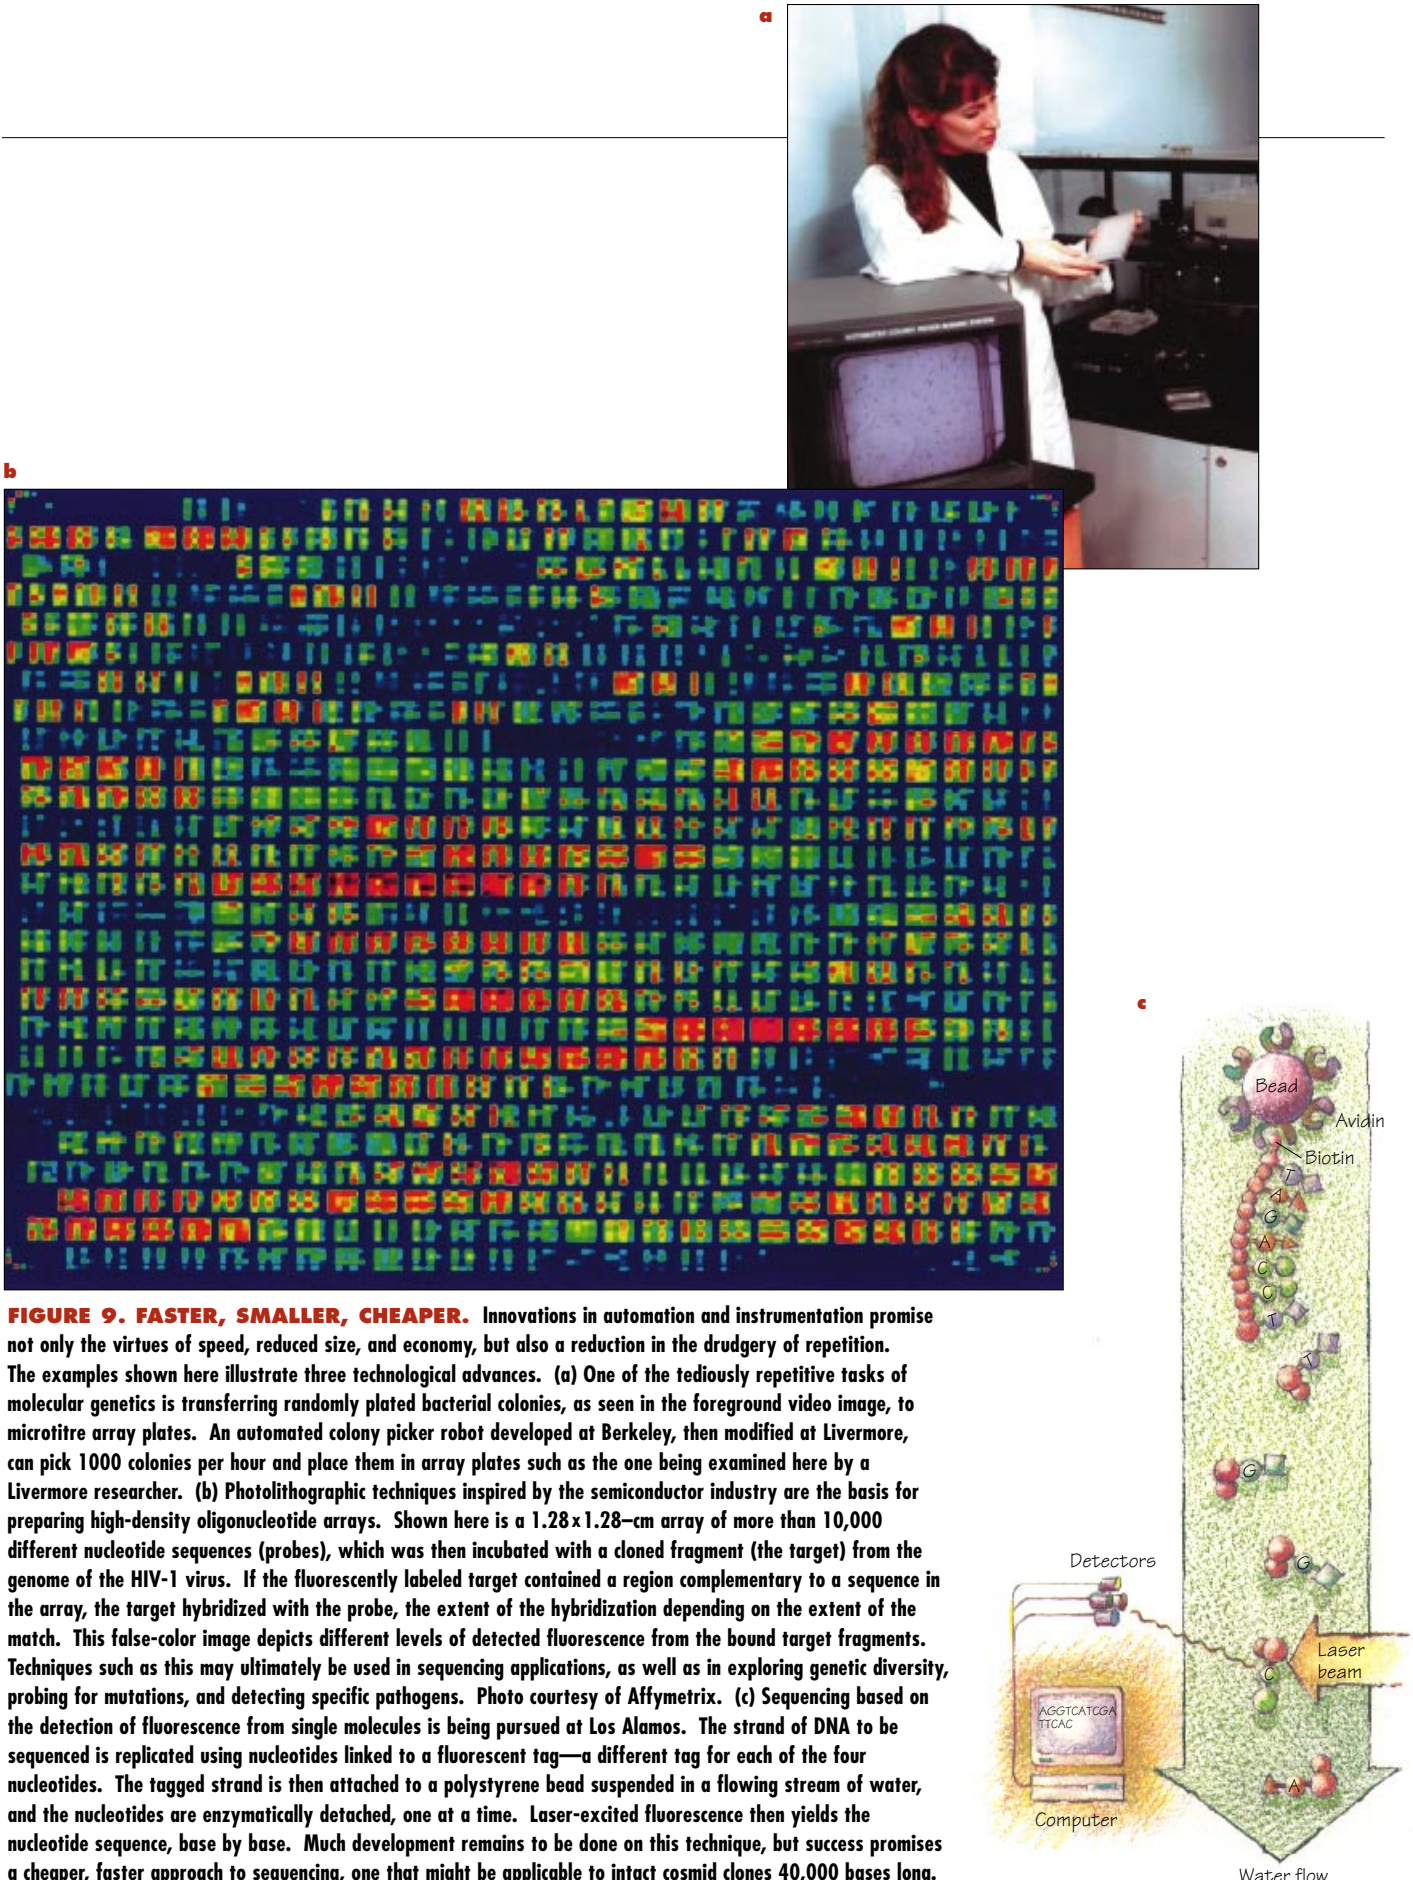 a
b
FIGURE 9. FASTER, SMALLER, CHEAPER. Innovations in automation and instrumentation promise
not only the virtues of speed, reduced size, and economy, but also a reduction in the drudgery of repetition.
The examples shown here illustrate three technological advances. (a) One of the tediously repetitive tasks of
molecular genetics is transferring randomly plated bacterial colonies, as seen in the foreground video image, to
microtitre array plates. An automated colony picker robot developed at Berkeley, then modified at Livermore,
can pick 1000 colonies per hour and place them in array plates such as the one being examined here by a
Livermore researcher. (b) Photolithographic techniques inspired by the semiconductor industry are the basis for
preparing high-density oligonucleotide arrays. Shown here is a 1.28x1.28–cm array of more than 10,000
different nucleotide sequences (probes), which was then incubated with a cloned fragment (the target) from the
genome of the HIV-1 virus. If the fluorescently labeled target contained a region complementary to a sequence in
the array, the target hybridized with the probe, the extent of the hybridization depending on the extent of the
match. This false-color image depicts different levels of detected fluorescence from the bound target fragments.
Techniques such as this may ultimately be used in sequencing applications, as well as in exploring genetic diversity,
probing for mutations, and detecting specific pathogens. Photo courtesy of Affymetrix. (c) Sequencing based on
the detection of fluorescence from single molecules is being pursued at Los Alamos. The strand of DNA to be
sequenced is replicated using nucleotides linked to a fluorescent tag—a different tag for each of the four
nucleotides. The tagged strand is then attached to a polystyrene bead suspended in a flowing stream of water,
and the nucleotides are enzymatically detached, one at a time. Laser-excited fluorescence then yields the
nucleotide sequence, base by base. Much development remains to be done on this technique, but success promises
a cheaper, faster approach to sequencing, one that might be applicable to intact cosmid clones 40,000 bases long.
c
Bead
Avidin
Biotin
T
A
G
A
C
C
T
T
G
G
Detectors
Laser
beam
C
AGGTCATCGA
TTCAC
A
Computer
Water flow